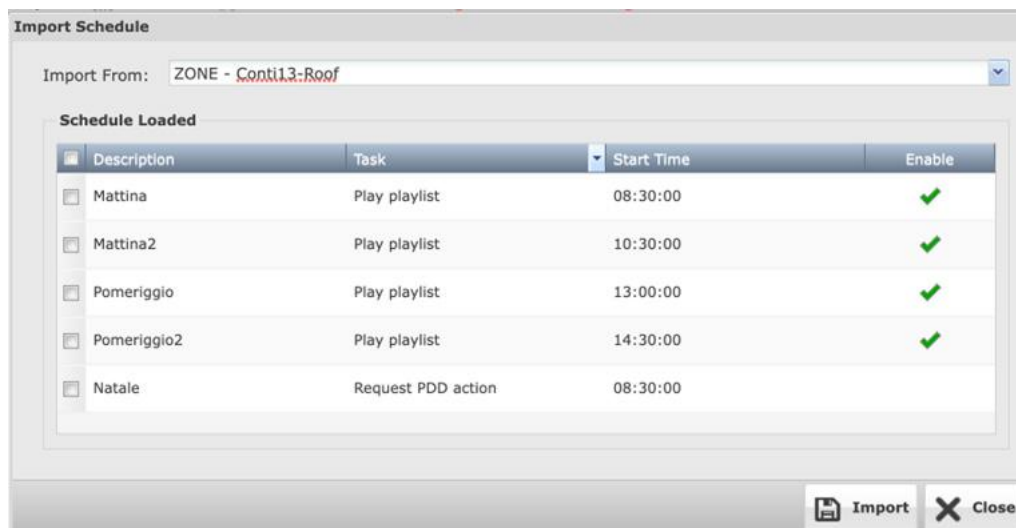 Import Schedule
Import From: ZONE - Conti13-Roof
Schedule Loaded
Description Task Start Time Enable
Mattina Play playlist 08:30:00
Mattina2 Play playlist 10:30:00
Pomeriggio Play playlist 13:00:00
Pomeriggio2 Play playlist 14:30:00
Natale Request PDD action 08:30:00
Import Close